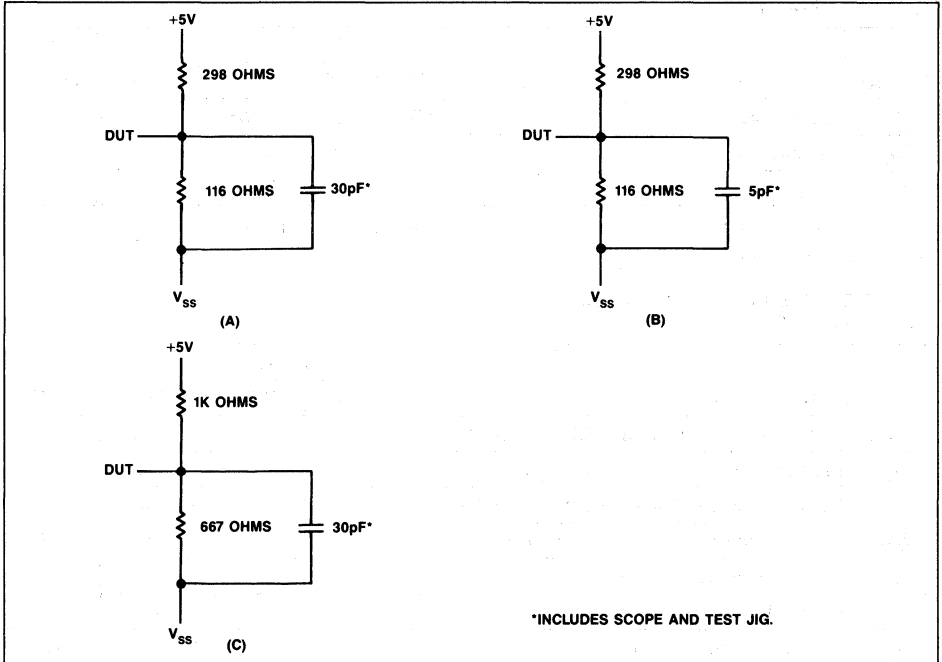 +5V
298 OHMS
DUT
116 OHMS
30pF*
VSS
(A)
+5V
298 OHMS
DUT
116 OHMS
5pF*
VSS
(B)
+5V
1K OHMS
DUT
667 OHMS
30pF*
VSS
(C)
*INCLUDES SCOPE AND TEST JIG.